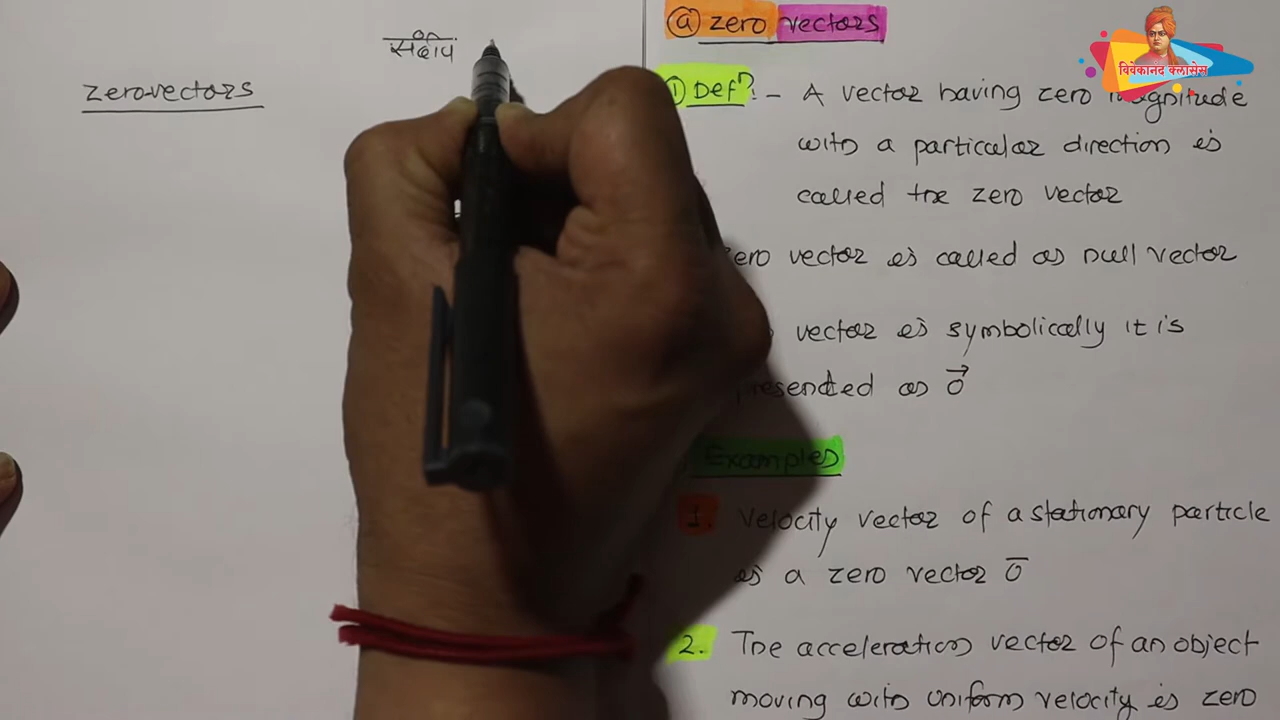 संदीप
zero vectors
ⓐ zero vectors
विवेकानंद क्लासेस
① Defⁿ: - A vector having zero magnitude
with a particular direction is
called the zero vector
zero vector is called as null vector
vector is symbolically it is
presented as 0⃗
Examples
1. Velocity vector of a stationary particle
is a zero vector 0̅
2. The acceleration vector of an object
moving with uniform velocity is zero